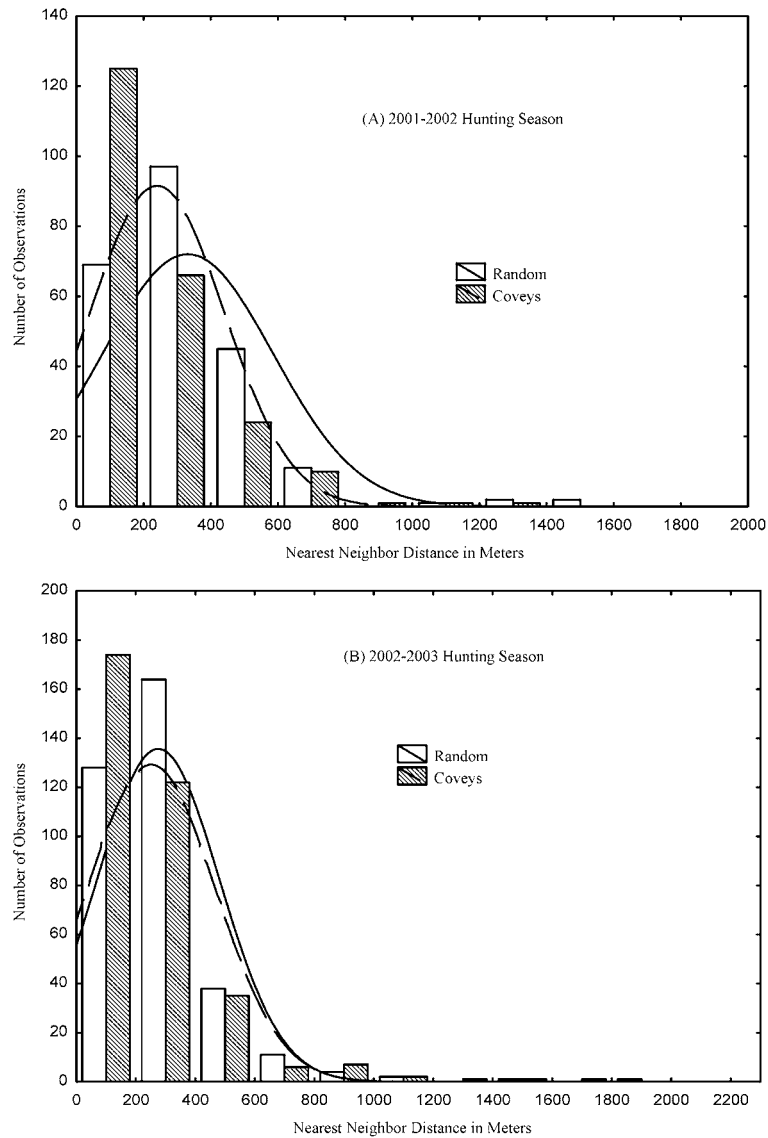 140
120
100
80
60
40
20
0
Number of Observations
(A) 2001-2002 Hunting Season
Random
Coveys
0 200 400 600 800 1000 1200 1400 1600 1800 2000
Nearest Neighbor Distance in Meters
200
180
160
140
120
100
80
60
40
20
0
Number of Observations
(B) 2002-2003 Hunting Season
Random
Coveys
0 200 400 600 800 1000 1200 1400 1600 1800 2000 2200
Nearest Neighbor Distance in Meters